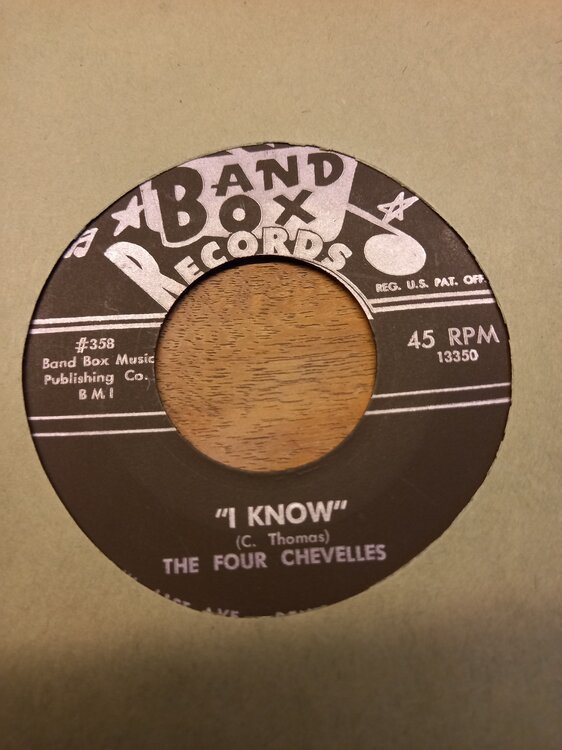 BAND
BOX
RECORDS
REG. U.S. PAT. OFF.
#358
Band Box Music
Publishing Co.
B M I
45 RPM
13350
"I KNOW"
(C. Thomas)
THE FOUR CHEVELLES